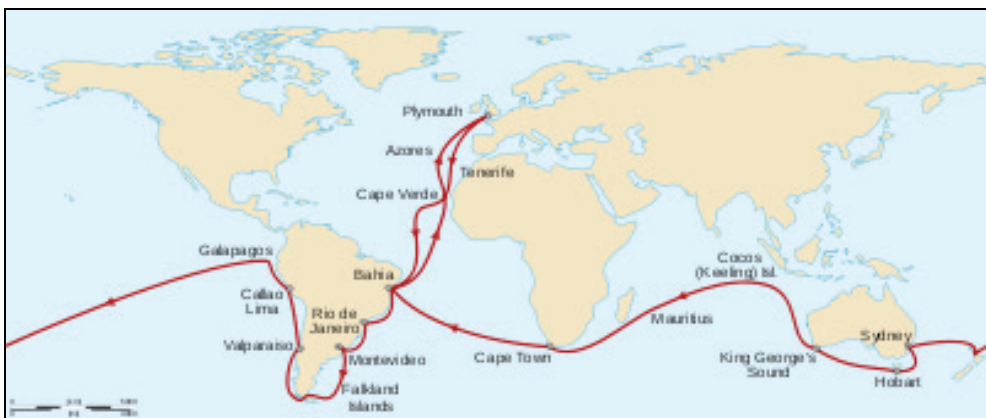 Plymouth
Azores
Tenerife
Cape Verde
Galapagos
Cocos
(Keeling) Isl.
Bahia
Callao
Lima
Rio de
Janeiro
Mauritius
Sydney
Valparaiso
Montevideo
Cape Town
King George's
Sound
Hobart
Falkland
Islands